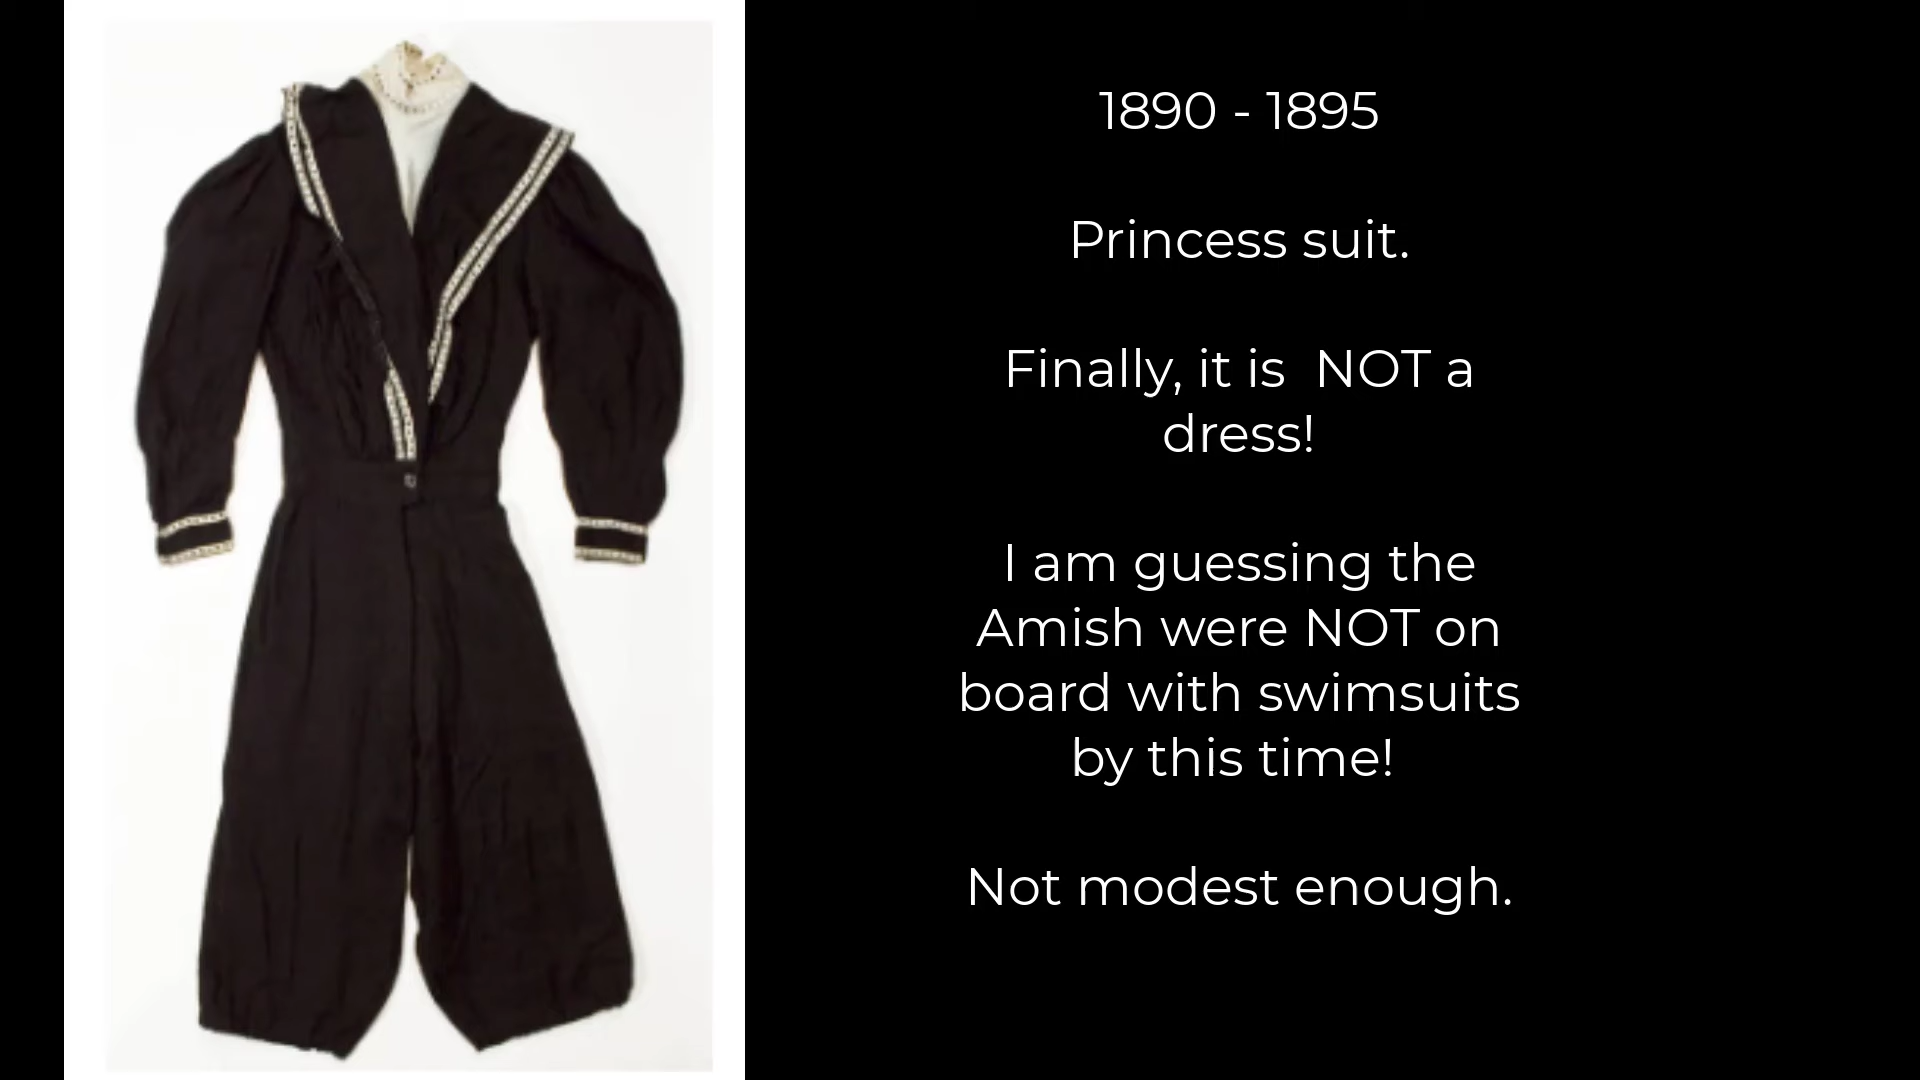 1890 - 1895
Princess suit.
Finally, it is  NOT a
dress!
I am guessing the
Amish were NOT on
board with swimsuits
by this time!
Not modest enough.